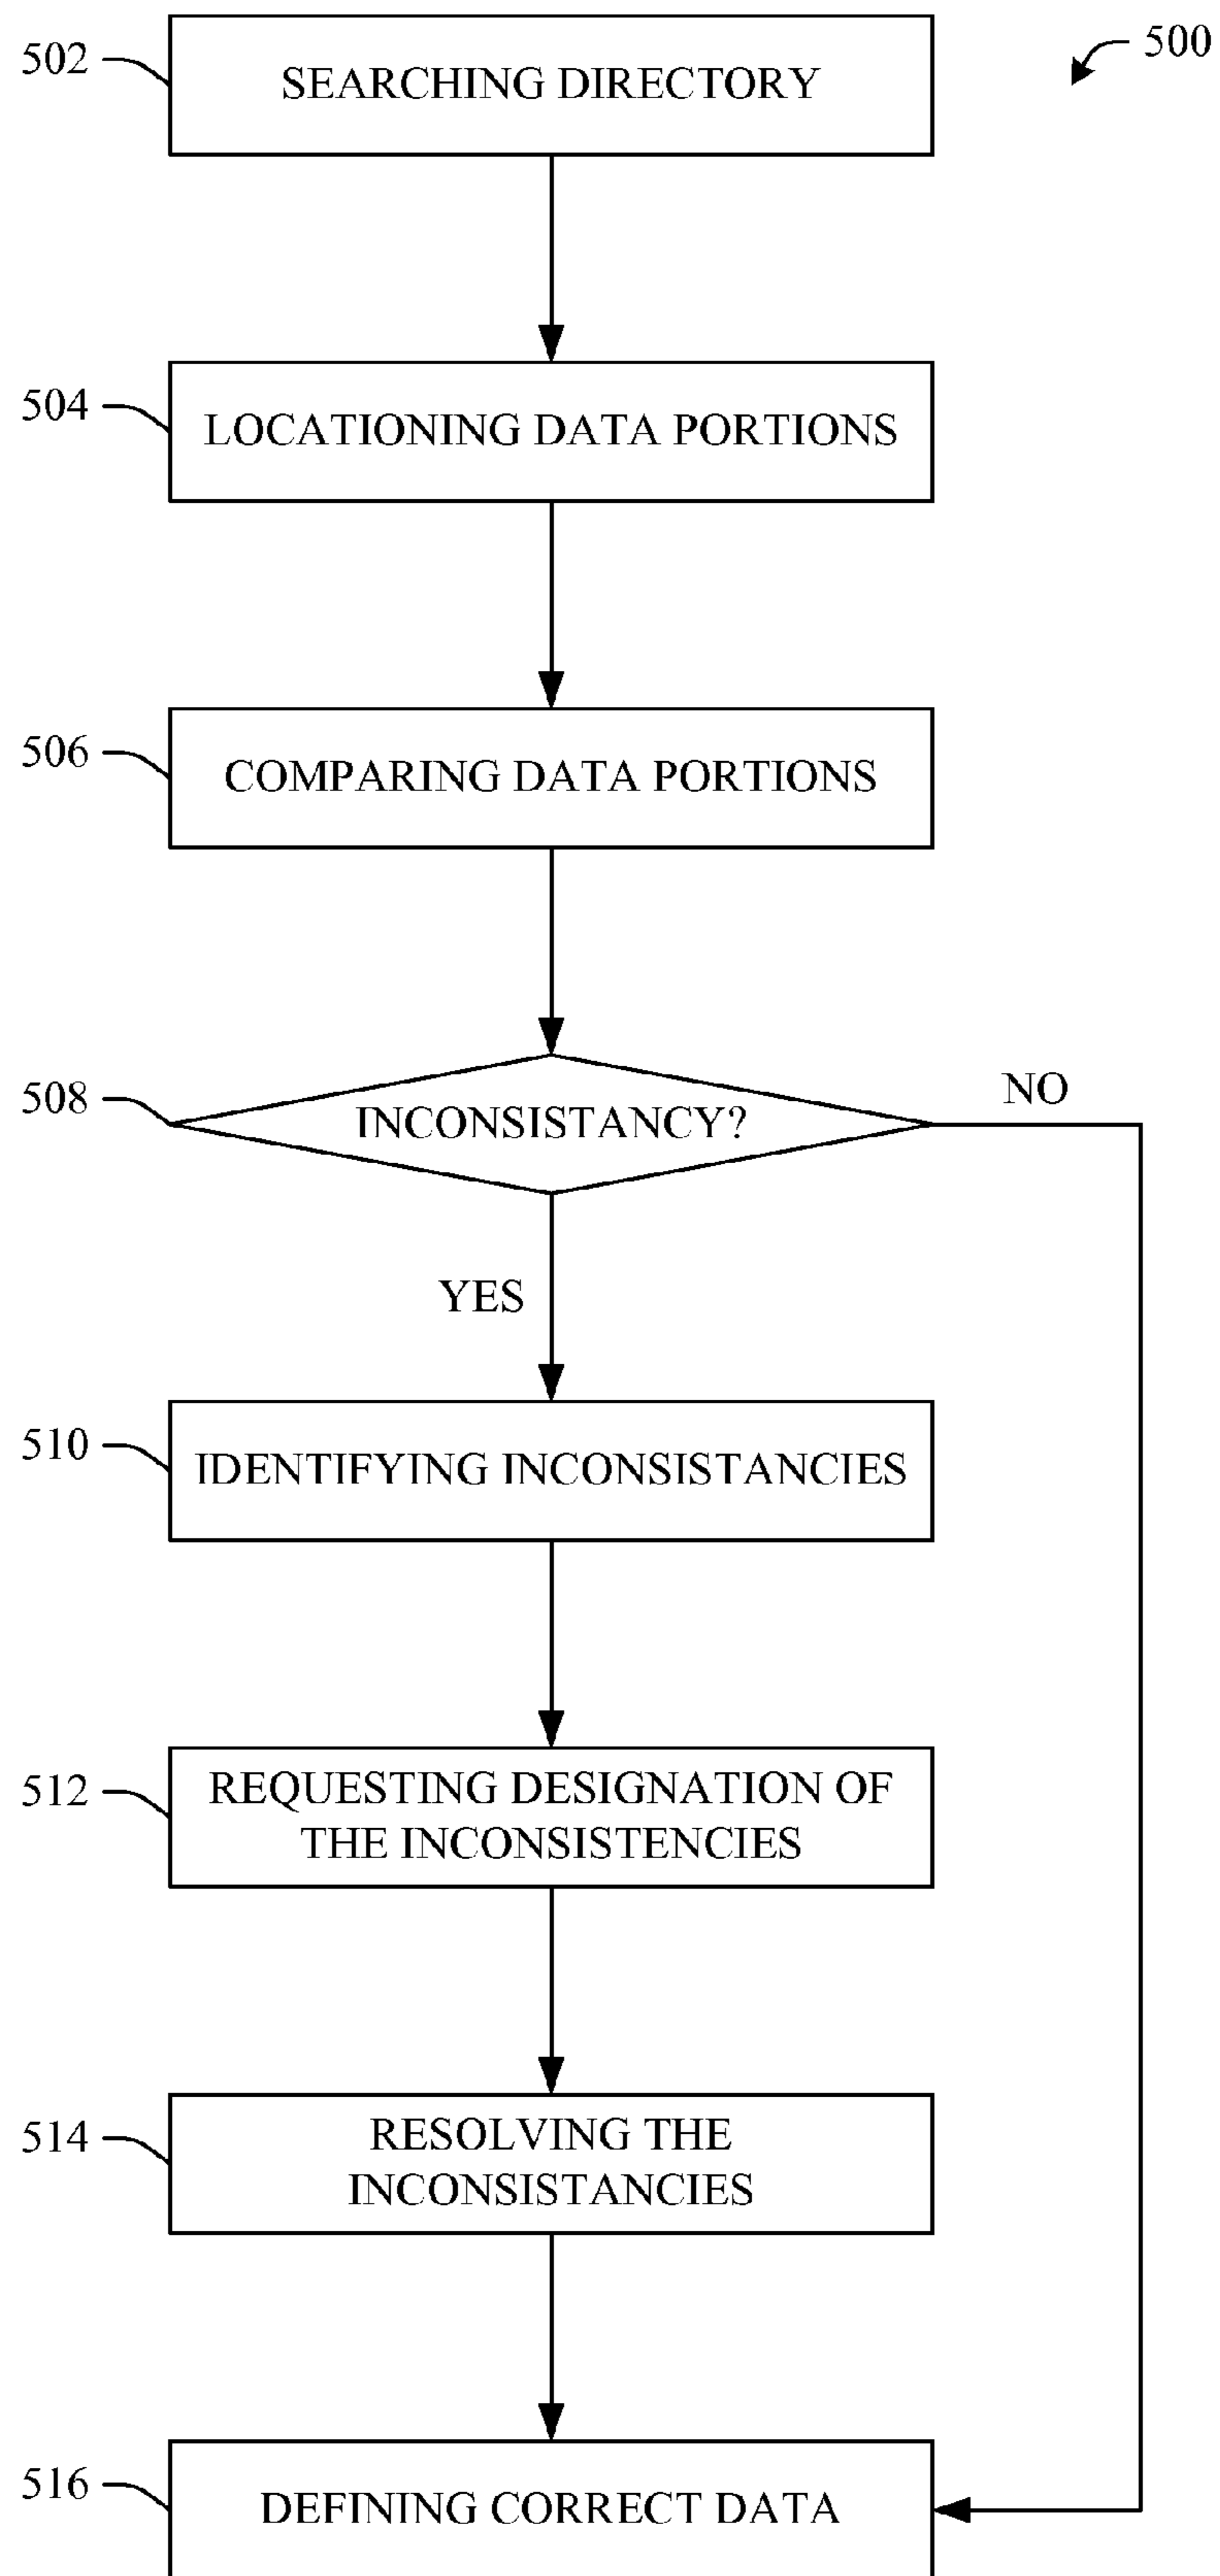 500
502
SEARCHING DIRECTORY
504
LOCATIONING DATA PORTIONS
506
COMPARING DATA PORTIONS
508
INCONSISTANCY?
NO
YES
510
IDENTIFYING INCONSISTANCIES
512
REQUESTING DESIGNATION OF
THE INCONSISTENCIES
514
RESOLVING THE
INCONSISTANCIES
516
DEFINING CORRECT DATA